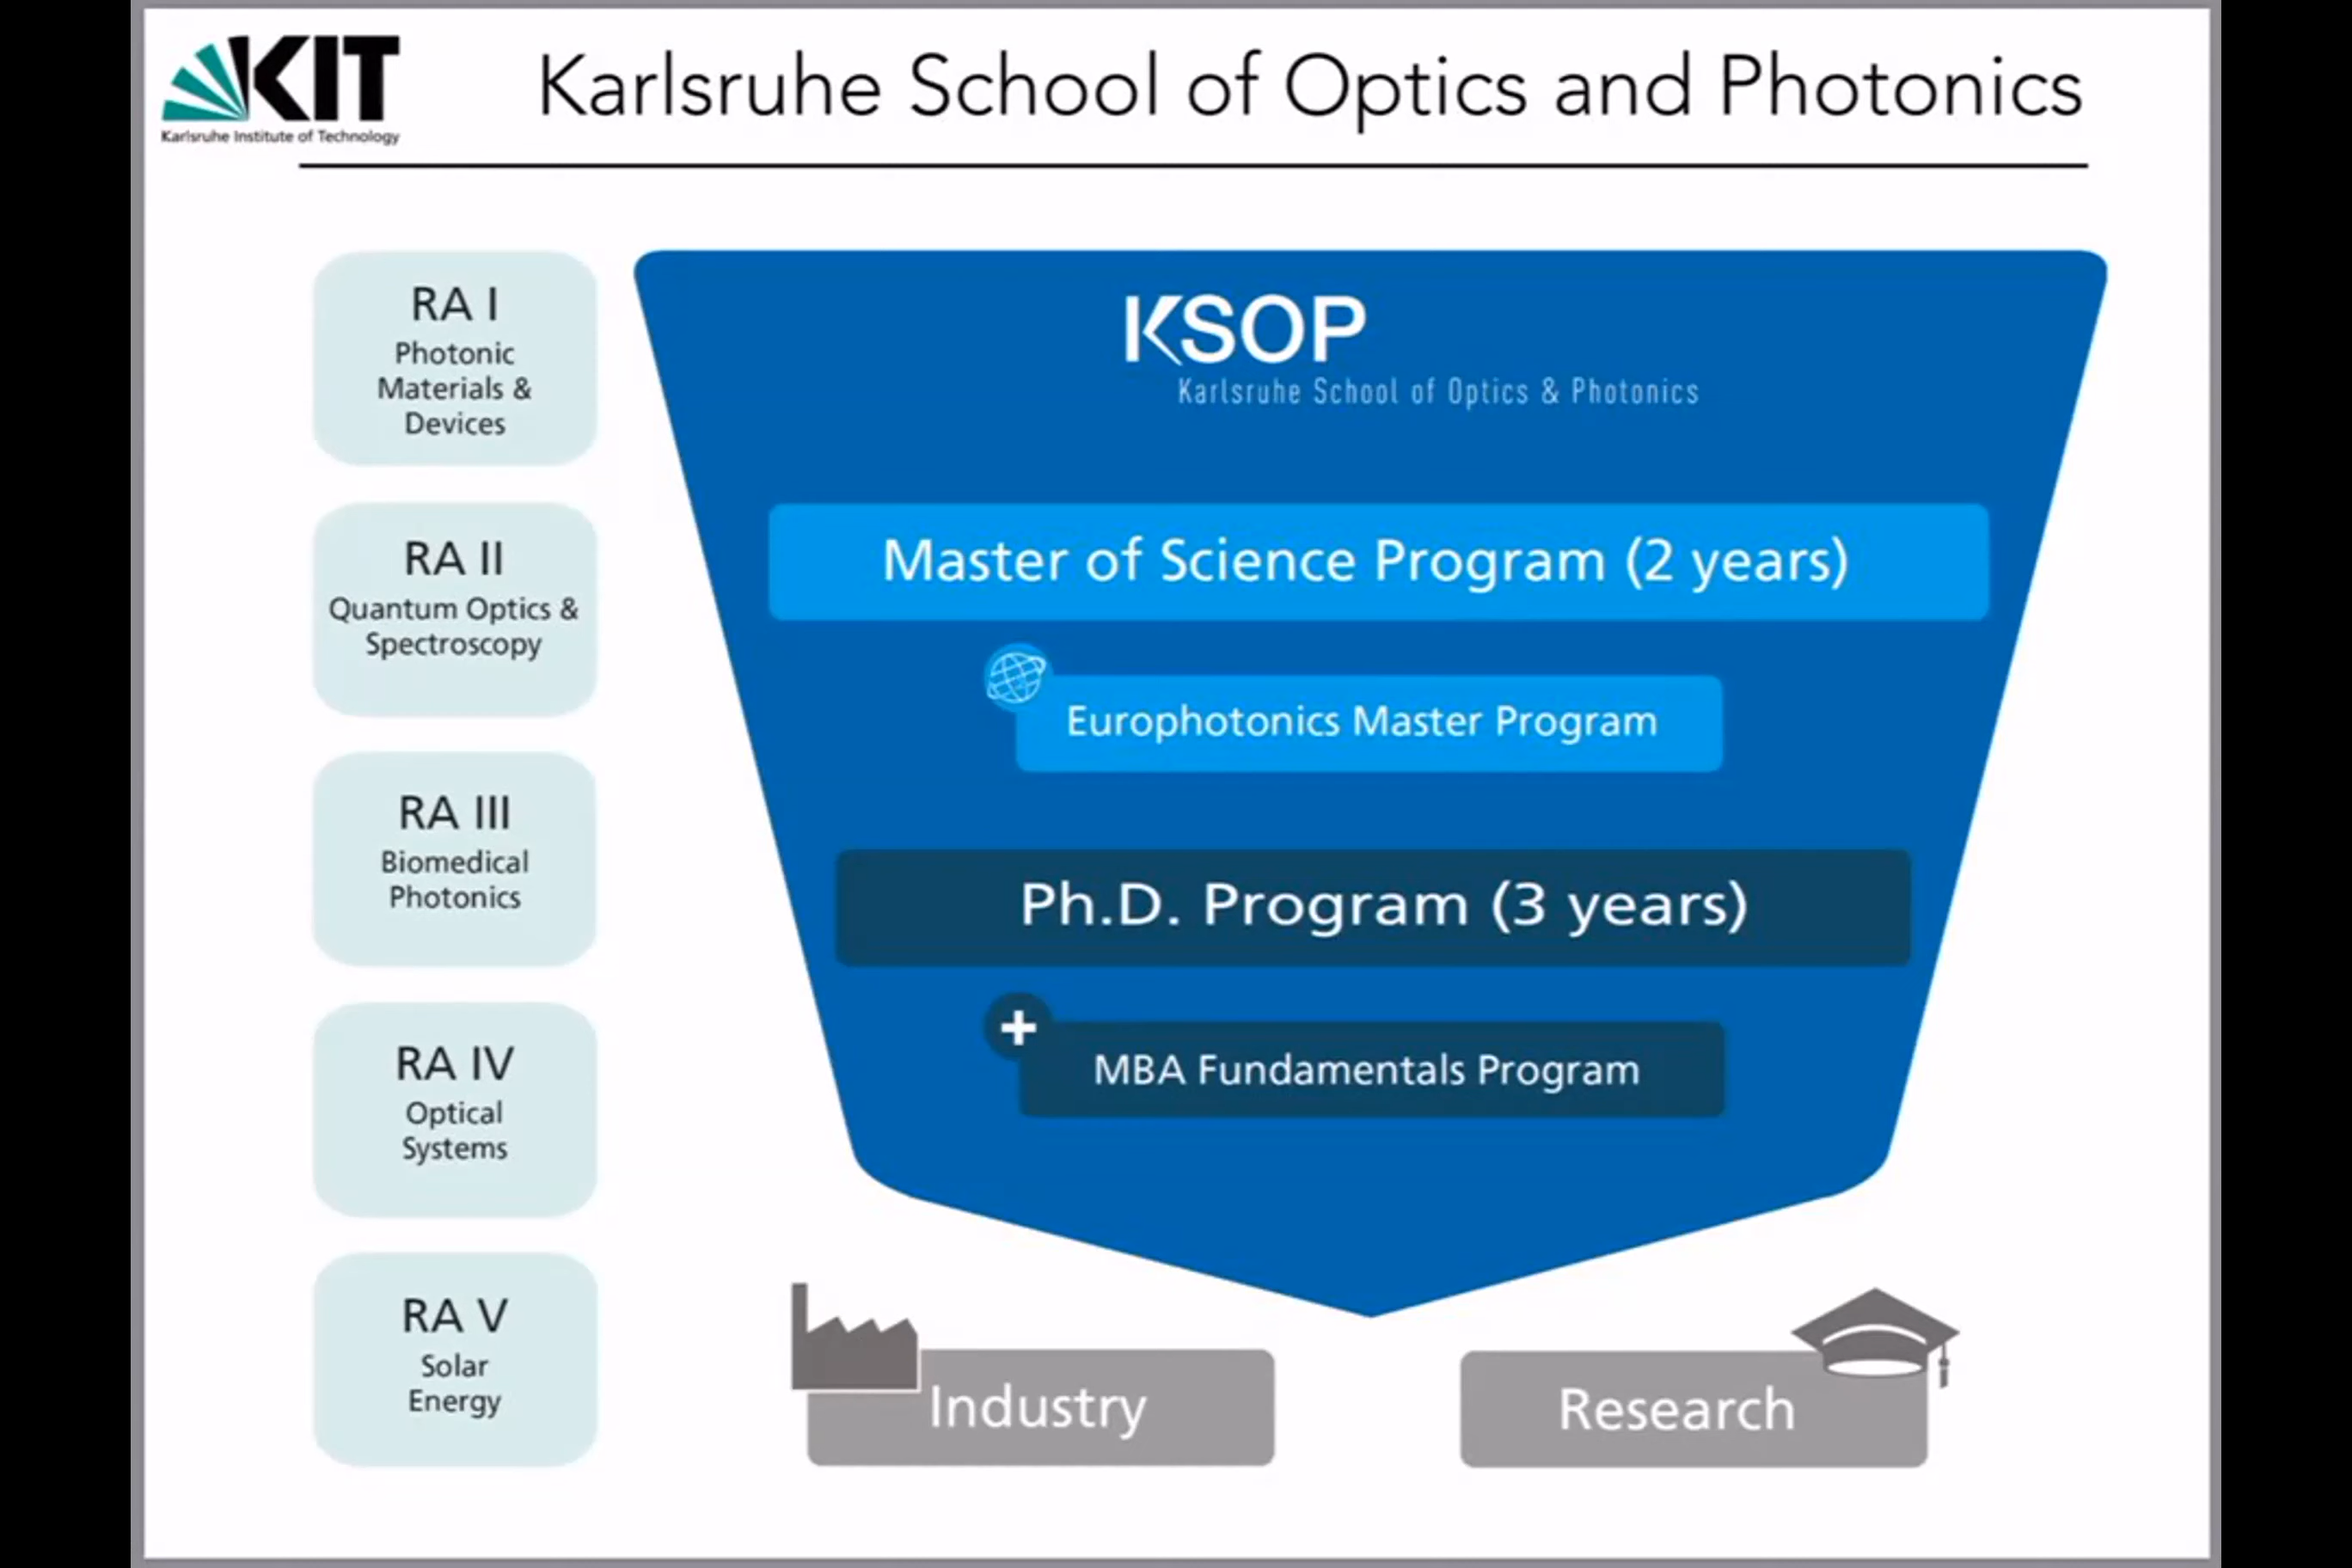 KIT
Karlsruhe Institute of Technology
Karlsruhe School of Optics and Photonics
RA I
Photonic
Materials &
Devices
RA II
Quantum Optics &
Spectroscopy
RA III
Biomedical
Photonics
RA IV
Optical
Systems
RA V
Solar
Energy
KSOP
Karlsruhe School of Optics & Photonics
Master of Science Program (2 years)
Europhotonics Master Program
Ph.D. Program (3 years)
MBA Fundamentals Program
Industry
Research